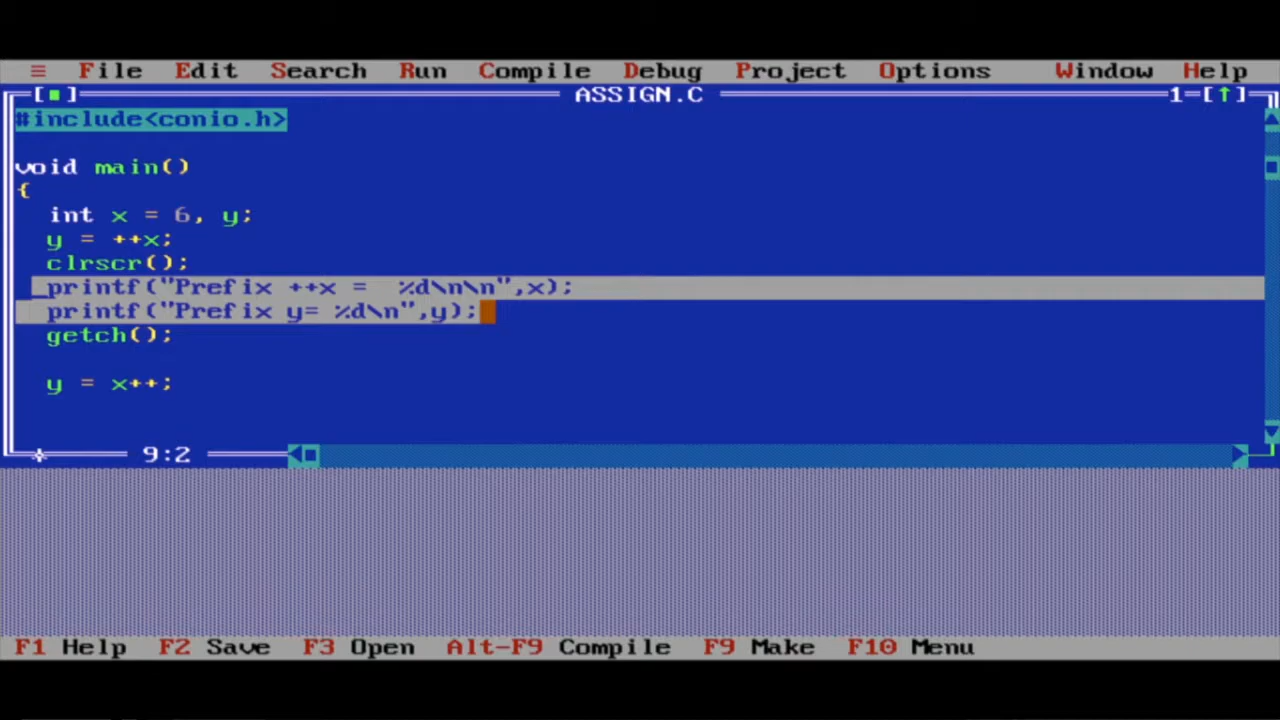 ≡ File Edit Search Run Compile Debug Project Options Window Help
[■] ASSIGN.C 1=[↑]
#include<conio.h>
void main()
{
int x = 6, y;
y = ++x;
clrscr();
printf("Prefix ++x =  %d\n\n",x);
printf("Prefix y= %d\n",y);
getch();
y = x++;
9:2
F1 Help F2 Save F3 Open Alt-F9 Compile F9 Make F10 Menu